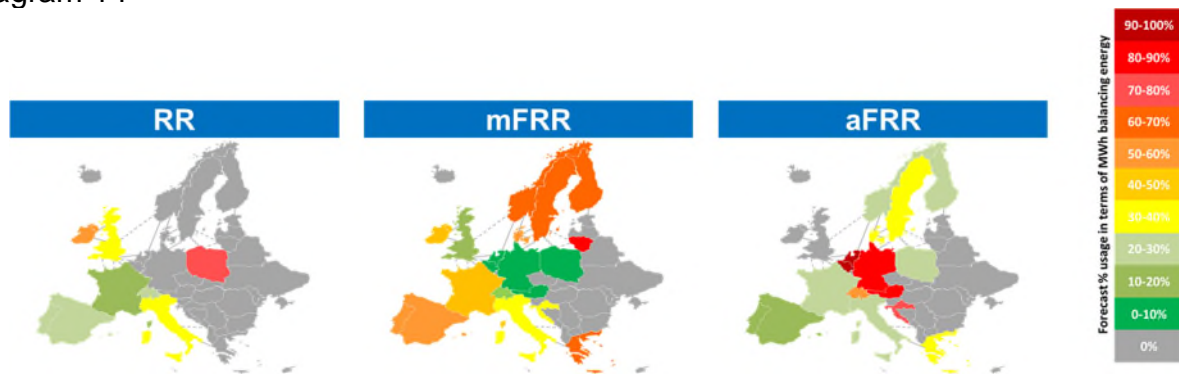 RR
mFRR
aFRR
Forecast % usage in terms of MWh balancing energy
90-100%
80-90%
70-80%
60-70%
50-60%
40-50%
30-40%
20-30%
10-20%
0-10%
0%